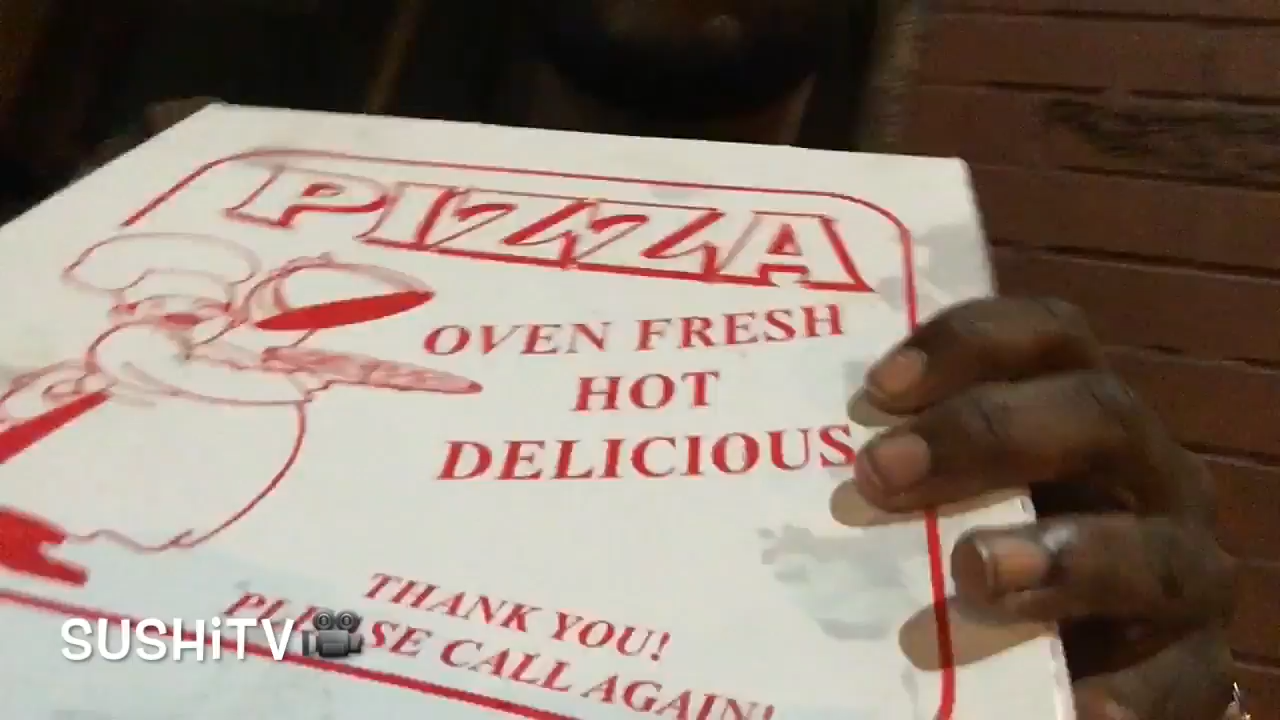 PIZZA
OVEN FRESH
HOT
DELICIOUS
THANK YOU!
PLEASE CALL AGAIN!
SUSHiTV🎥